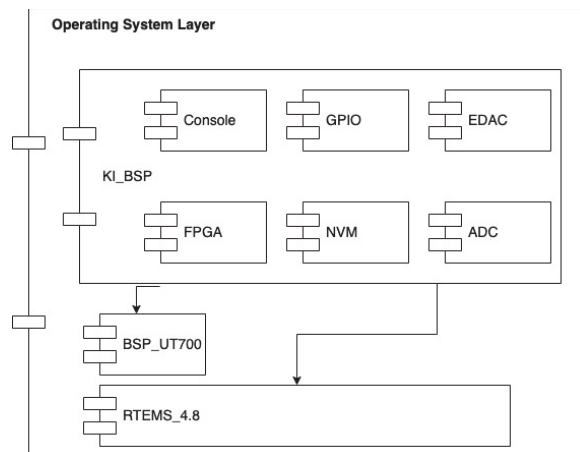 Operating System Layer
Console
GPIO
EDAC
KI_BSP
FPGA
NVM
ADC
BSP_UT700
RTEMS_4.8